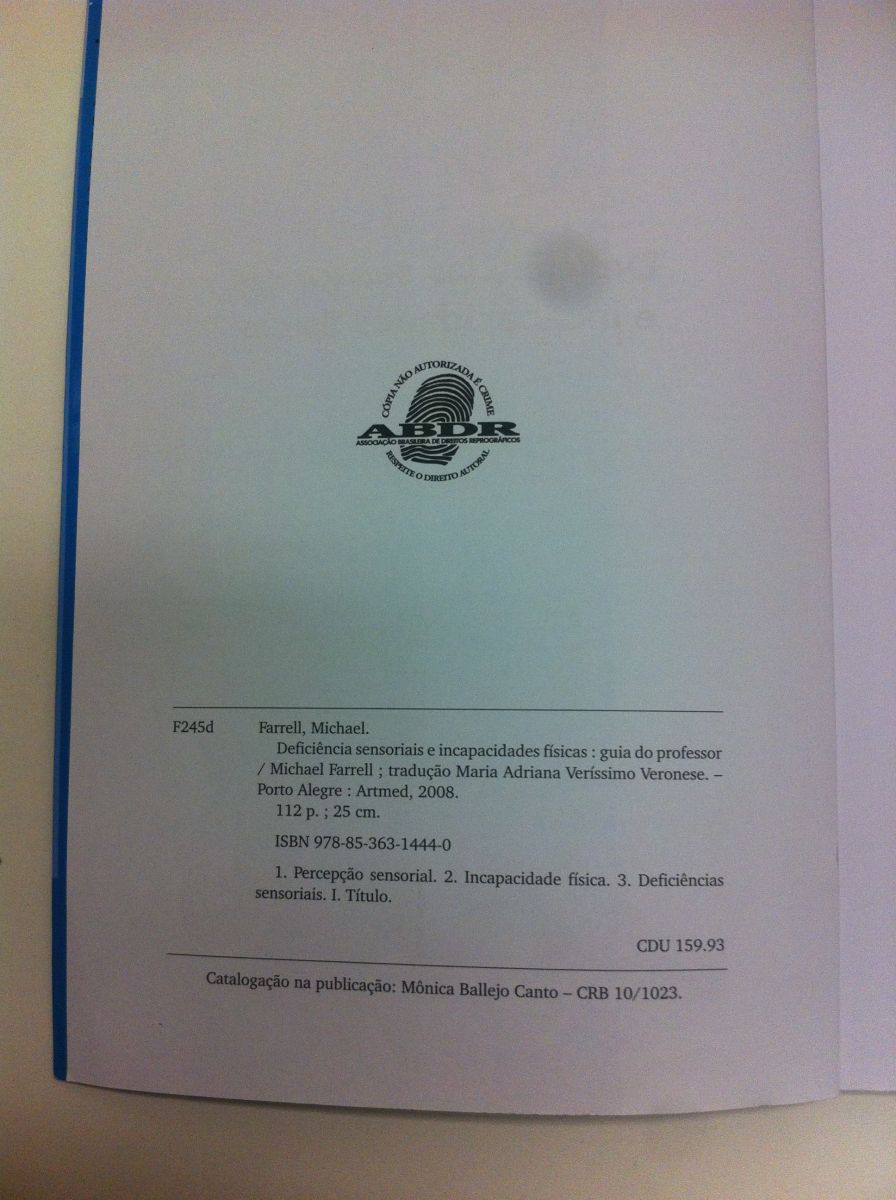 CÓPIA NÃO AUTORIZADA É CRIME
ABDR
ASSOCIAÇÃO BRASILEIRA DE DIREITOS REPROGRÁFICOS
RESPEITE O DIREITO AUTORAL
F245d Farrell, Michael.
Deficiência sensoriais e incapacidades físicas : guia do professor
/ Michael Farrell ; tradução Maria Adriana Veríssimo Veronese. –
Porto Alegre : Artmed, 2008.
112 p. ; 25 cm.
ISBN 978-85-363-1444-0
1. Percepção sensorial. 2. Incapacidade física. 3. Deficiências
sensoriais. I. Título.
CDU 159.93
Catalogação na publicação: Mônica Ballejo Canto – CRB 10/1023.